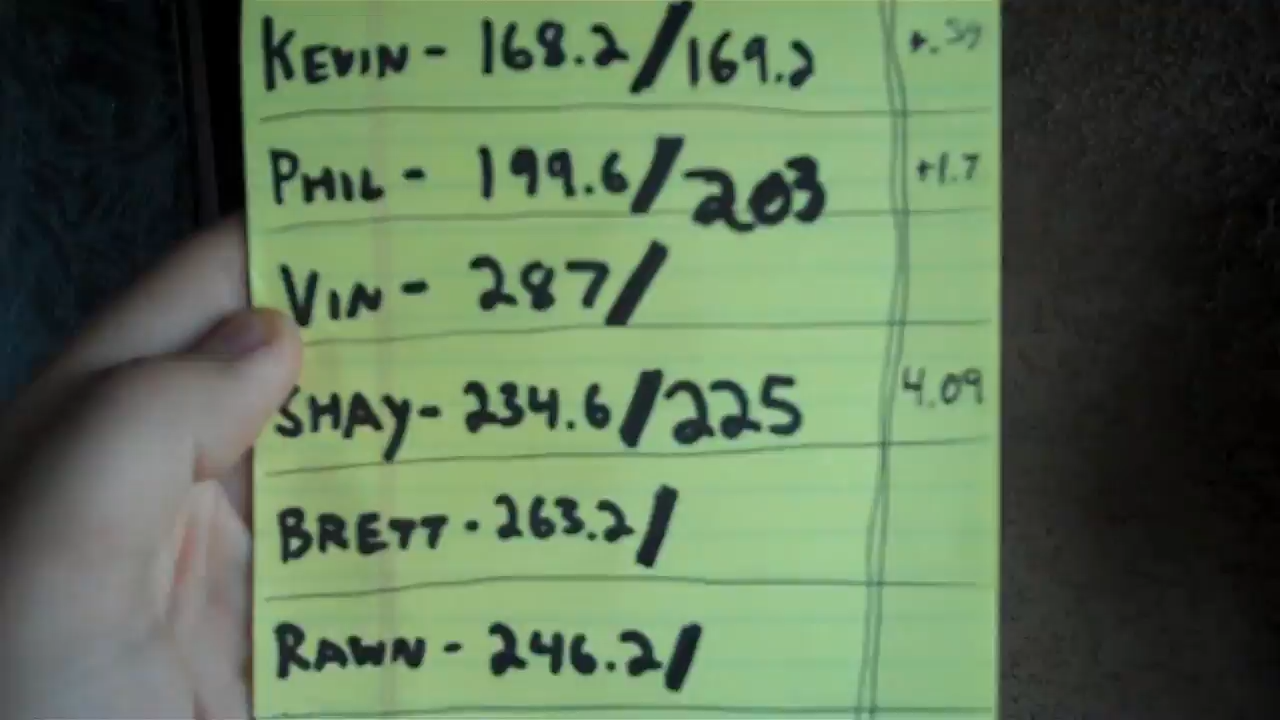 KEVIN - 168.2/169.2 +.59
PHIL - 199.6/203 +1.7
VIN - 287/
SHAY - 234.6/225 4.09
BRETT - 263.2/
RAWN - 246.2/